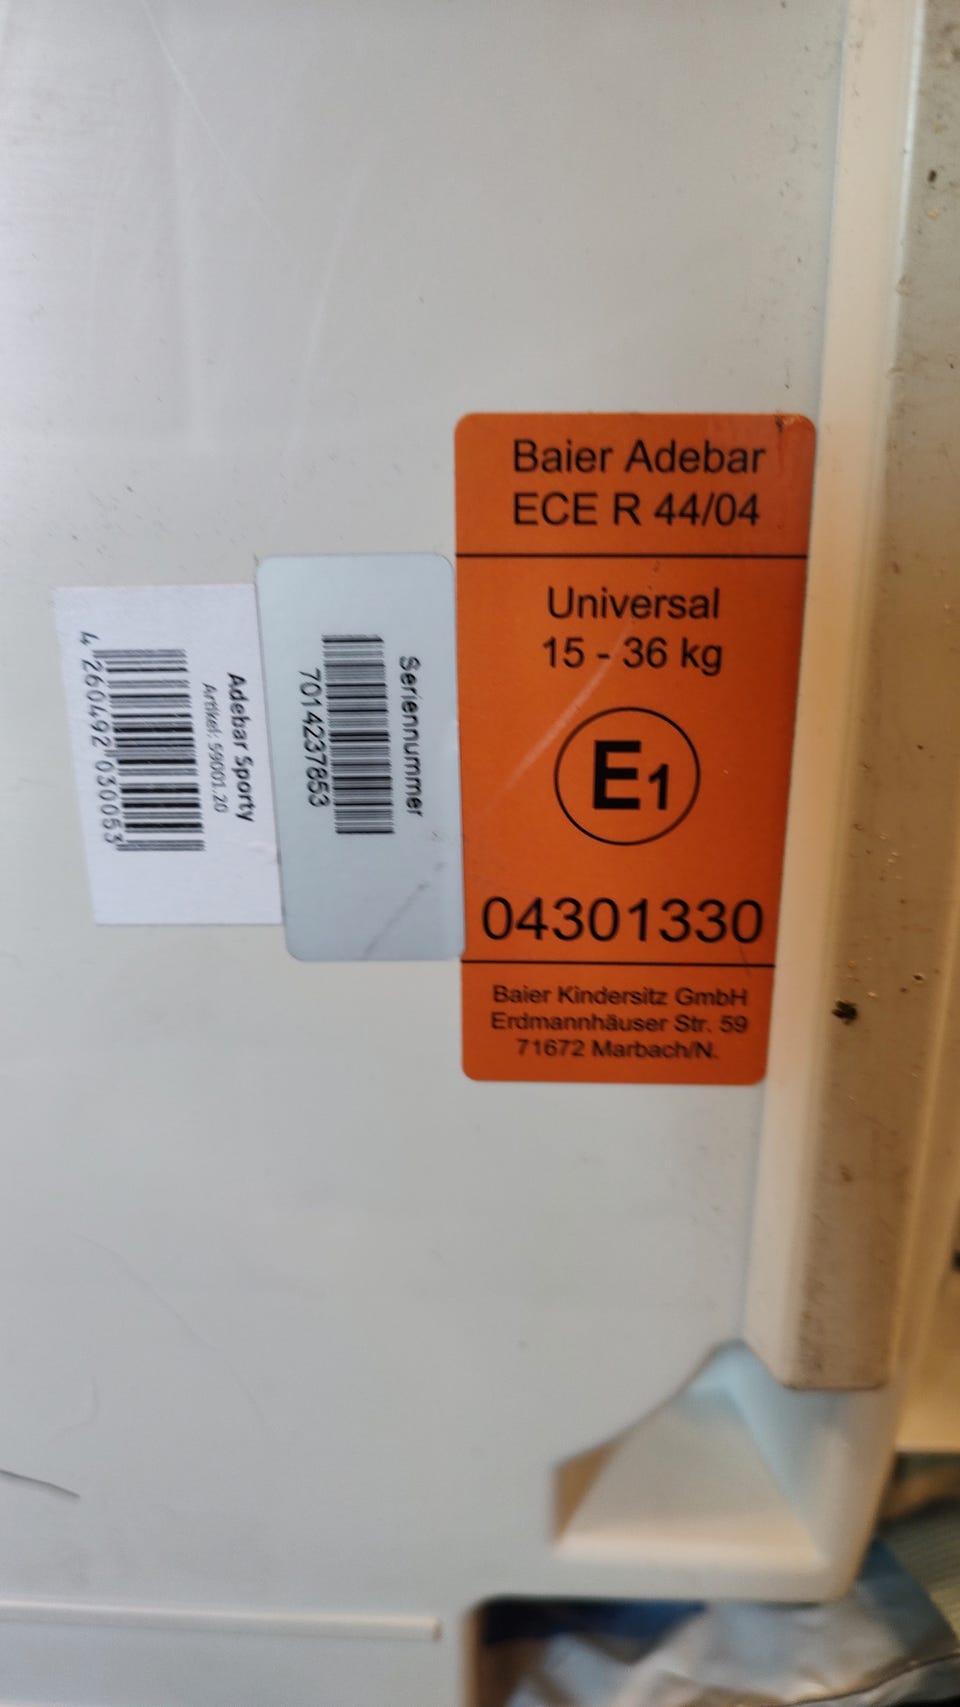 Baier Adebar
ECE R 44/04
Universal
15 - 36 kg
E1
04301330
Baier Kindersitz GmbH
Erdmannhäuser Str. 59
71672 Marbach/N.
Seriennummer
7014237853
Adebar Sporty
Artikel: 59001.20
4 260492 030053